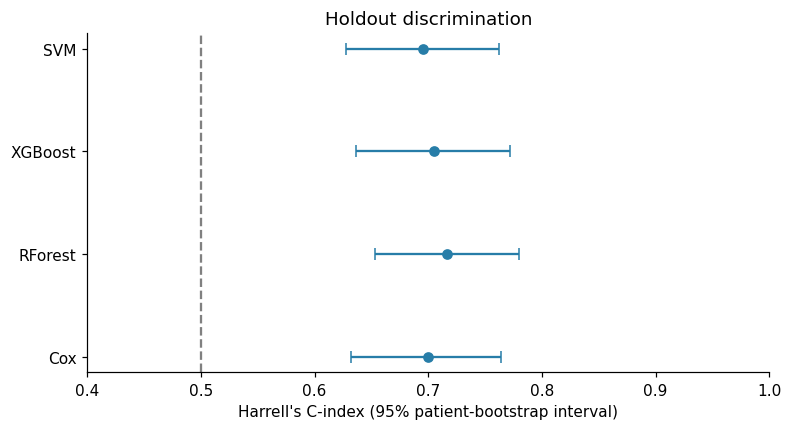 Holdout discrimination
SVM
XGBoost
RForest
Cox
0.4 0.5 0.6 0.7 0.8 0.9 1.0
Harrell's C-index (95% patient-bootstrap interval)